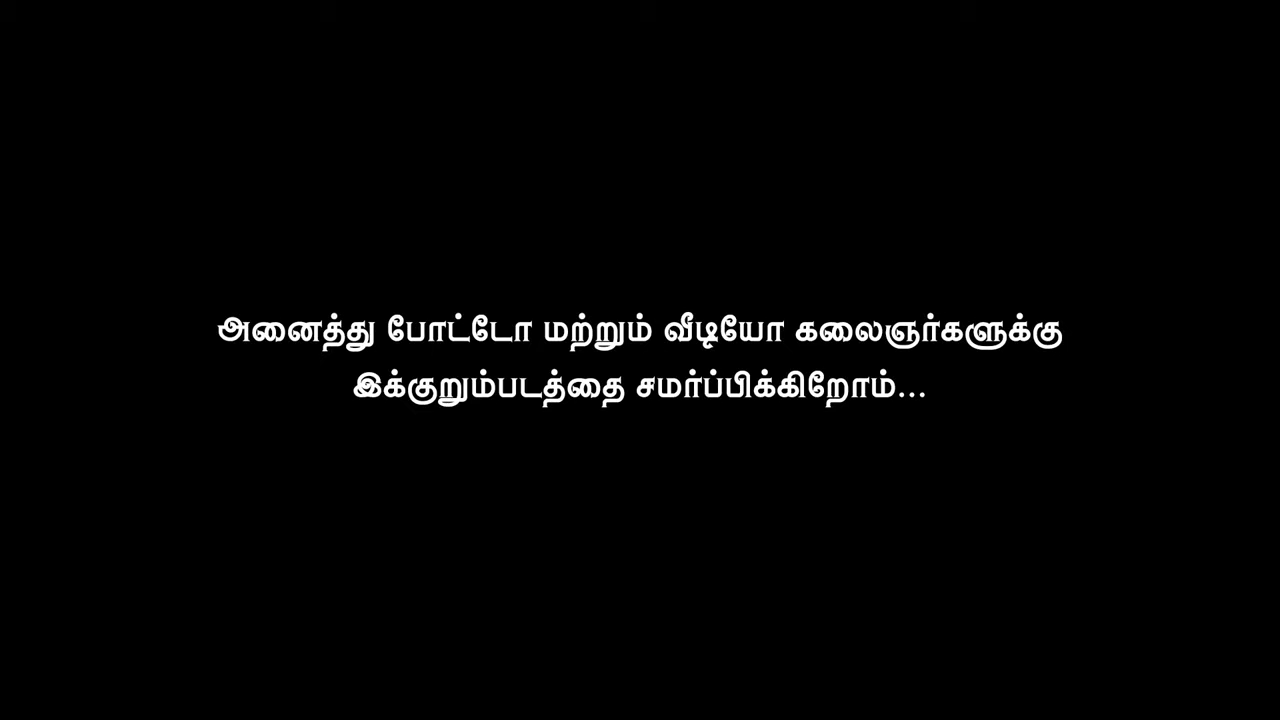 அனைத்து போட்டோ மற்றும் வீடியோ கலைஞர்களுக்கு
இக்குறும்படத்தை சமர்ப்பிக்கிறோம்...